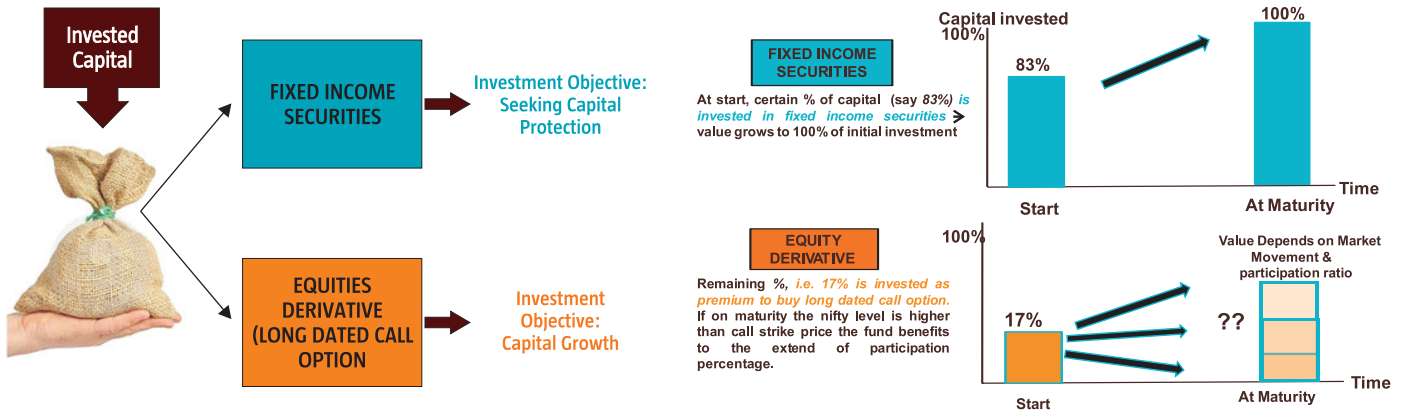 Invested
Capital
FIXED INCOME
SECURITIES
Investment Objective:
Seeking Capital
Protection
EQUITIES
DERIVATIVE
(LONG DATED CALL
OPTION
Investment
Objective:
Capital Growth
FIXED INCOME
SECURITIES
At start, certain % of capital (say 83%) is
invested in fixed income securities
value grows to 100% of initial investment
Capital invested
100%
83%
100%
Time
Start
At Maturity
EQUITY
DERIVATIVE
Remaining %, i.e. 17% is invested as
premium to buy long dated call option.
If on maturity the nifty level is higher
than call strike price the fund benefits
to the extend of participation
percentage.
100%
17%
Value Depends on Market
Movement &
participation ratio
??
Time
Start
At Maturity